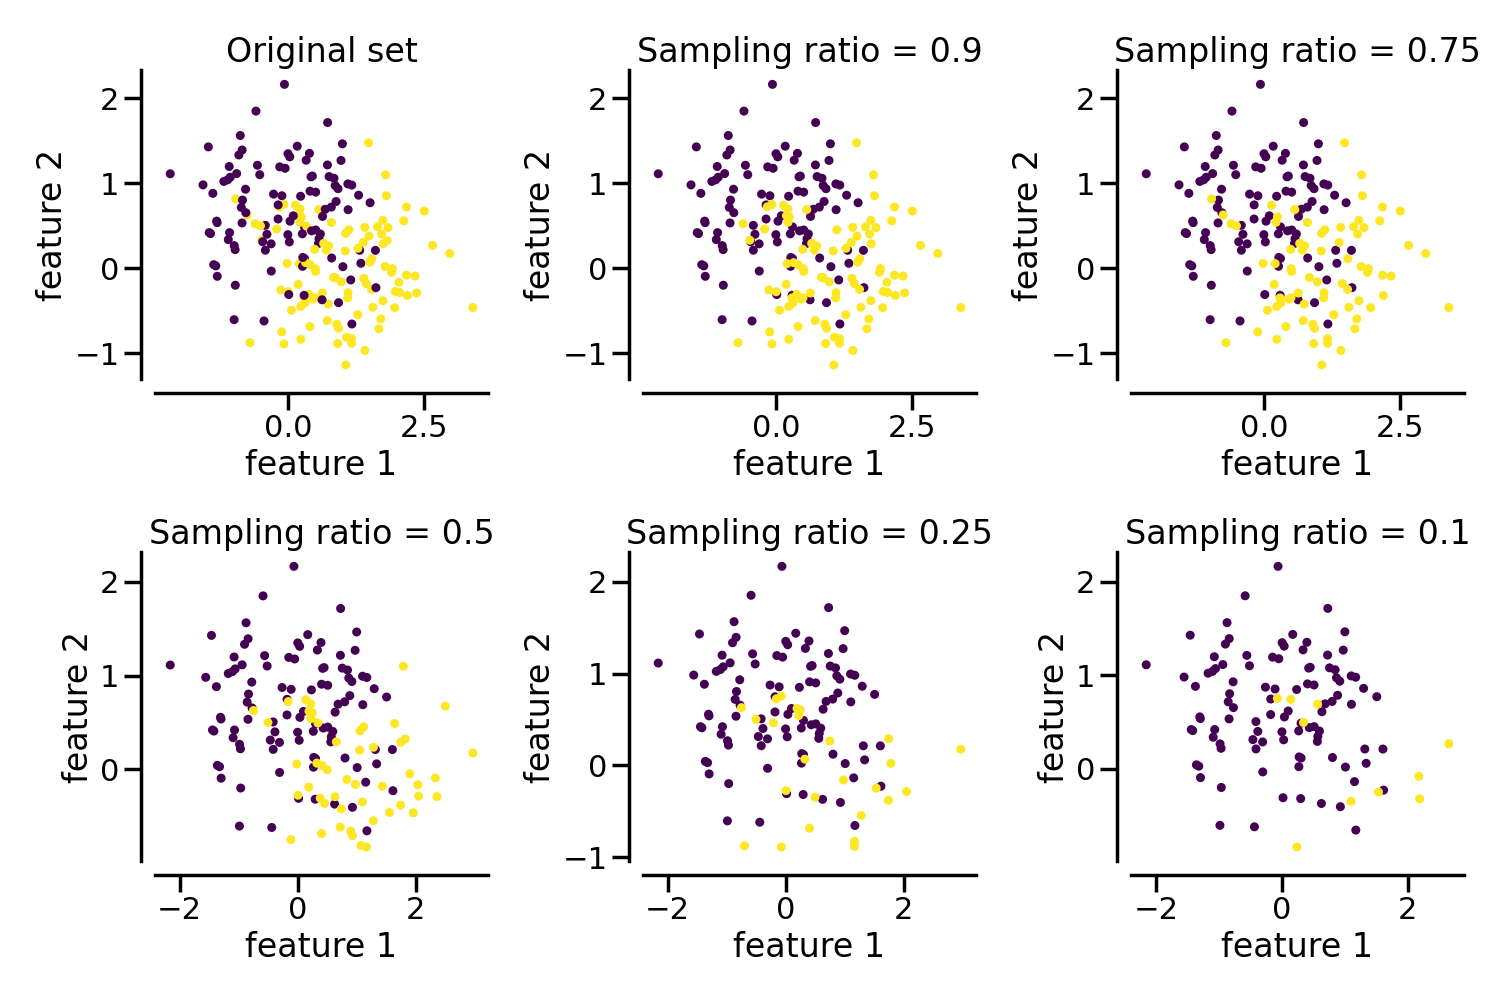 Original set
Sampling ratio = 0.9
Sampling ratio = 0.75
2
1
0
−1
feature 2
0.0
2.5
feature 1
2
1
0
−1
feature 2
0.0
2.5
feature 1
2
1
0
−1
feature 2
0.0
2.5
feature 1
Sampling ratio = 0.5
Sampling ratio = 0.25
Sampling ratio = 0.1
2
1
0
feature 2
−2
0
2
feature 1
2
1
0
−1
feature 2
−2
0
2
feature 1
2
1
0
feature 2
−2
0
2
feature 1